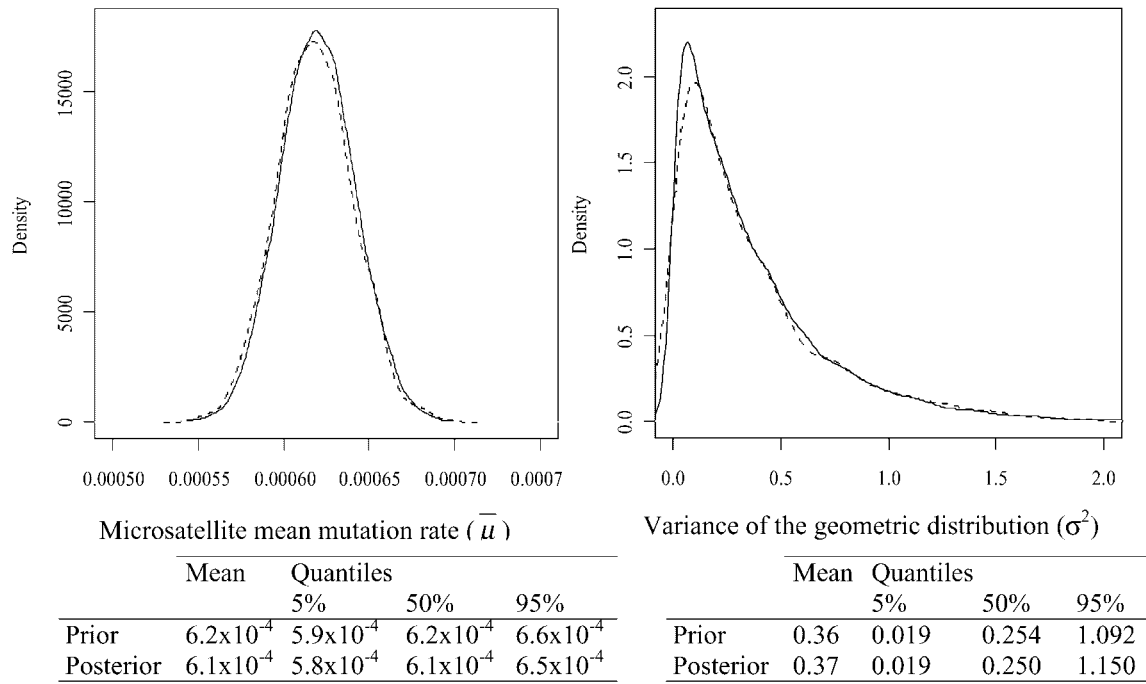 Density
15000
10000
5000
0
0.00050 0.00055 0.00060 0.00065 0.00070 0.0007
Microsatellite mean mutation rate (μ̅)
Mean Quantiles
5% 50% 95%
Prior 6.2x10⁻⁴ 5.9x10⁻⁴ 6.2x10⁻⁴ 6.6x10⁻⁴
Posterior 6.1x10⁻⁴ 5.8x10⁻⁴ 6.1x10⁻⁴ 6.5x10⁻⁴
Density
2.0
1.5
1.0
0.5
0.0
0.0 0.5 1.0 1.5 2.0
Variance of the geometric distribution (σ²)
Mean Quantiles
5% 50% 95%
Prior 0.36 0.019 0.254 1.092
Posterior 0.37 0.019 0.250 1.150